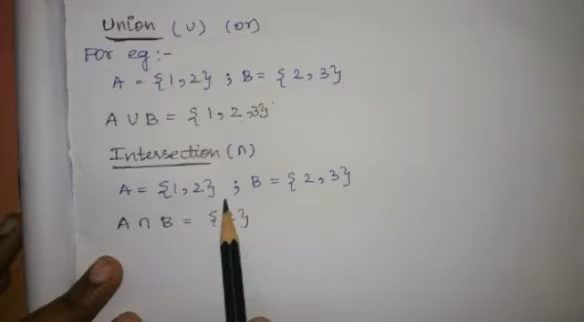 Union (U) (or)
For eg :-
A = {1,2} ; B = {2,3}
A U B = {1,2,3}
Intersection (∩)
A = {1,2} ; B = {2,3}
A ∩ B = { }